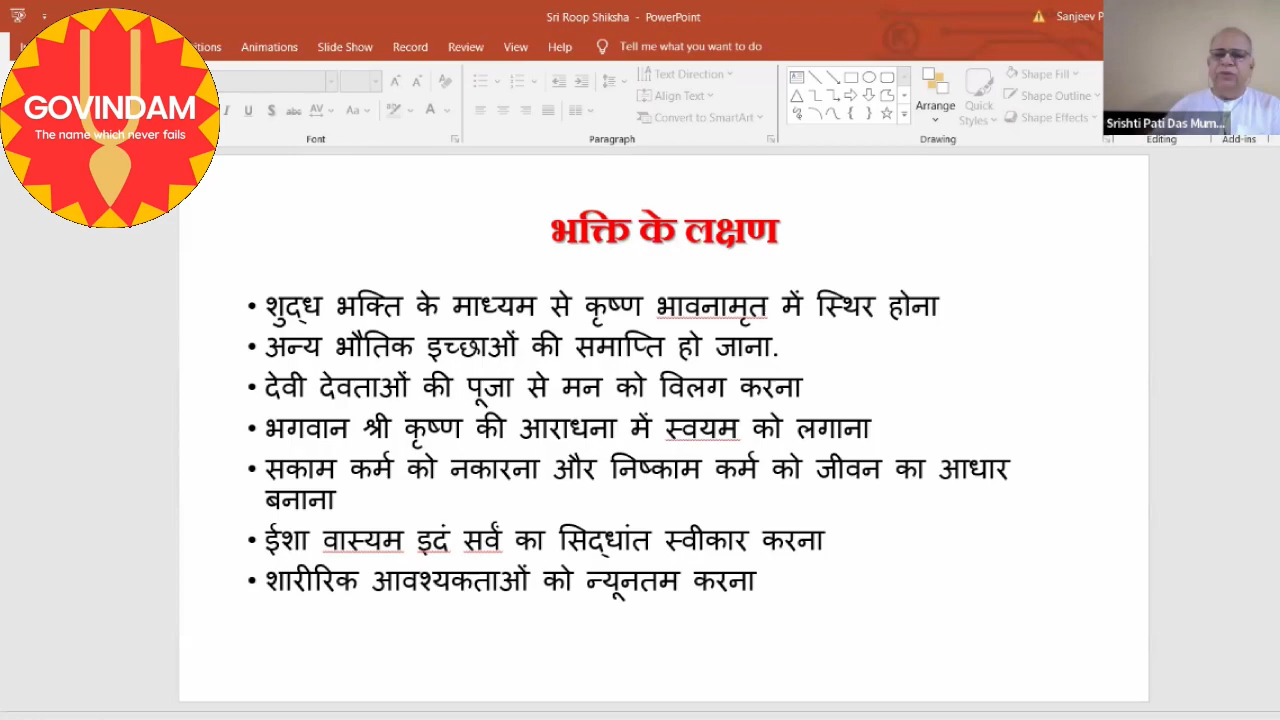 Sri Roop Shiksha - PowerPoint
Sanjeev P
Animations Slide Show Record Review View Help Tell me what you want to do
GOVINDAM
The name which never fails
Text Direction
Align Text
Convert to SmartArt
Arrange
Quick
Styles
Shape Fill
Shape Outline
Shape Effects
Font
Paragraph
Drawing
Editing
Add-ins
Srishti Pati Das Mum...
भक्ति के लक्षण
• शुद्ध भक्ति के माध्यम से कृष्ण भावनामृत में स्थिर होना
• अन्य भौतिक इच्छाओं की समाप्ति हो जाना.
• देवी देवताओं की पूजा से मन को विलग करना
• भगवान श्री कृष्ण की आराधना में स्वयम को लगाना
• सकाम कर्म को नकारना और निष्काम कर्म को जीवन का आधार
बनाना
• ईशा वास्यम इदं सर्वं का सिद्धांत स्वीकार करना
• शारीरिक आवश्यकताओं को न्यूनतम करना